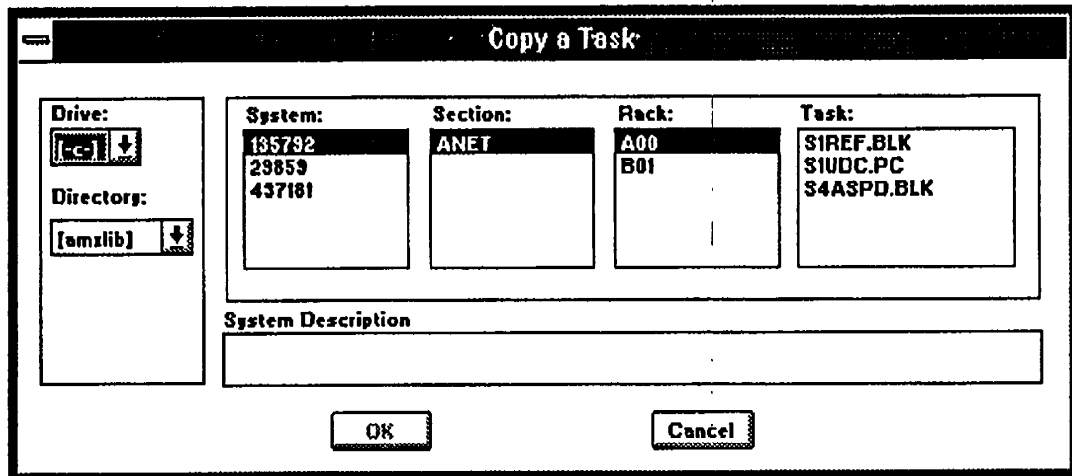 Copy a Task
Drive:
[-c-]
Directory:
[amxlib]
System:
135792
29859
437181
Section:
ANET
Rack:
A00
B01
Task:
S1REF.BLK
S1UDC.PC
S4ASPD.BLK
System Description
OK
Cancel